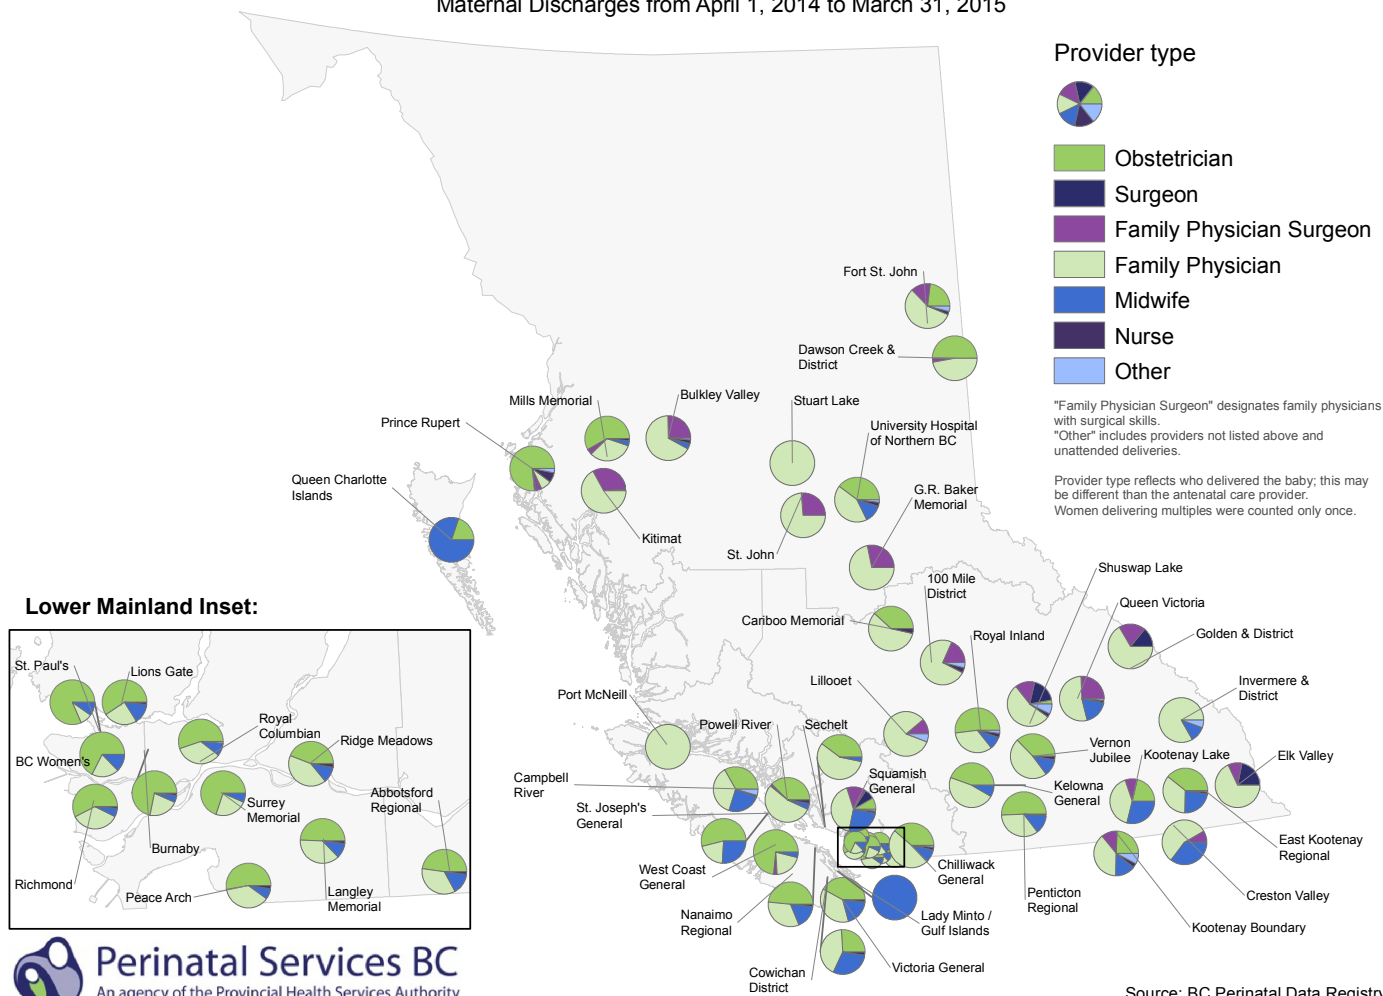 Maternal Discharges from April 1, 2014 to March 31, 2015
Provider type
Obstetrician
Surgeon
Family Physician Surgeon
Family Physician
Midwife
Nurse
Other
"Family Physician Surgeon" designates family physicians
with surgical skills.
"Other" includes providers not listed above and
unattended deliveries.
Provider type reflects who delivered the baby; this may
be different than the antenatal care provider.
Women delivering multiples were counted only once.
Fort St. John
Dawson Creek &
District
Stuart Lake
Bulkley Valley
Mills Memorial
Prince Rupert
University Hospital
of Northern BC
Queen Charlotte
Islands
G.R. Baker
Memorial
Kitimat
St. John
100 Mile
District
Shuswap Lake
Queen Victoria
Cariboo Memorial
Royal Inland
Golden & District
Lillooet
Invermere &
District
Port McNeill
Powell River
Sechelt
Vernon
Jubilee
Kootenay Lake
Elk Valley
Campbell
River
Squamish
General
Kelowna
General
St. Joseph's
General
East Kootenay
Regional
West Coast
General
Chilliwack
General
Penticton
Regional
Creston Valley
Nanaimo
Regional
Lady Minto /
Gulf Islands
Kootenay Boundary
Cowichan
District
Victoria General
Lower Mainland Inset:
St. Paul's
Lions Gate
Royal
Columbian
Ridge Meadows
BC Women's
Abbotsford
Regional
Surrey
Memorial
Burnaby
Richmond
Peace Arch
Langley
Memorial
Perinatal Services BC
An agency of the Provincial Health Services Authority
Source: BC Perinatal Data Registry